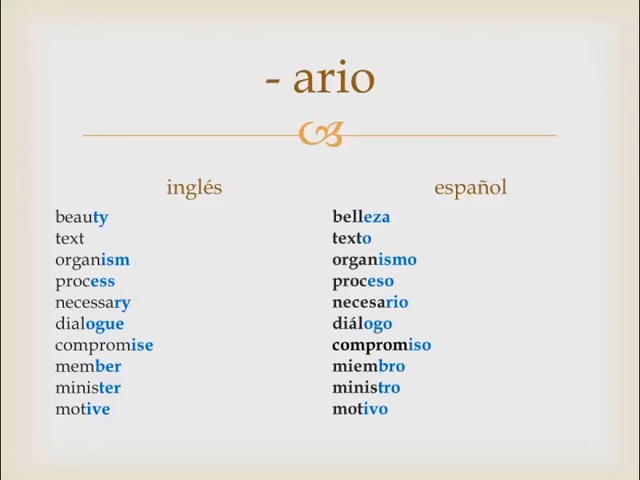 - ario
inglés español
beauty belleza
text texto
organism organismo
process proceso
necessary necesario
dialogue diálogo
compromise compromiso
member miembro
minister ministro
motive motivo